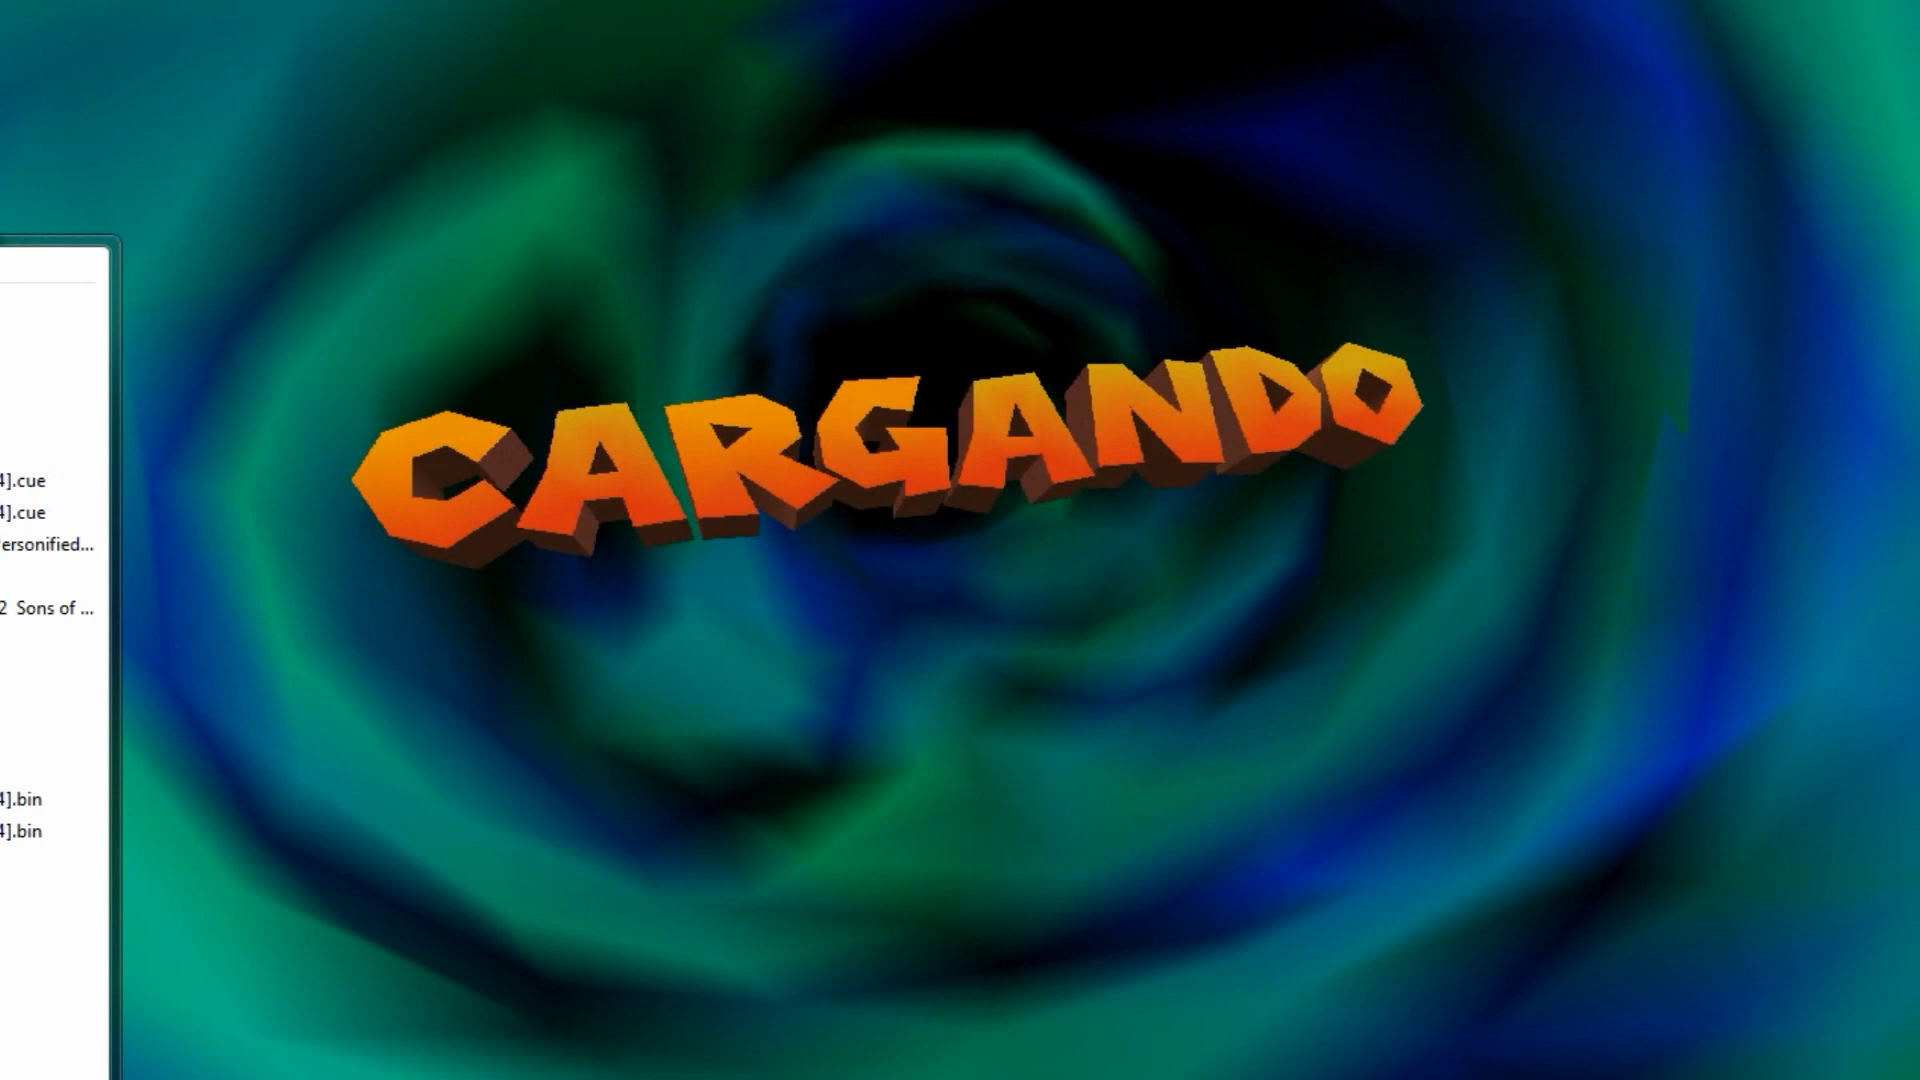 4].cue
4].cue
ersonified...
2 Sons of ...
4].bin
4].bin
CARGANDO